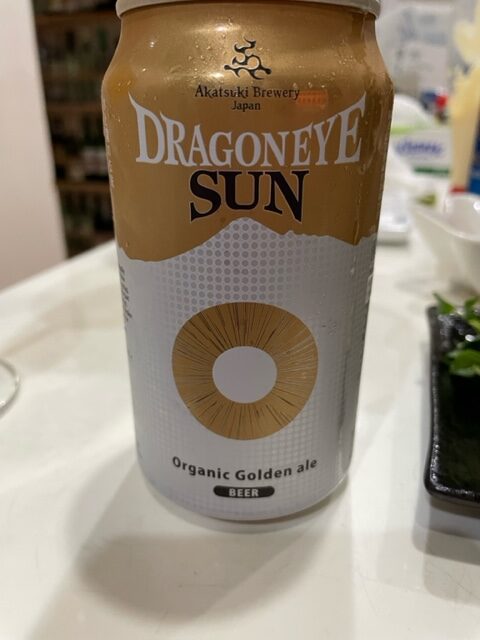 Akatsuki Brewery
Japan
DRAGONEYE
SUN
Organic Golden ale
BEER